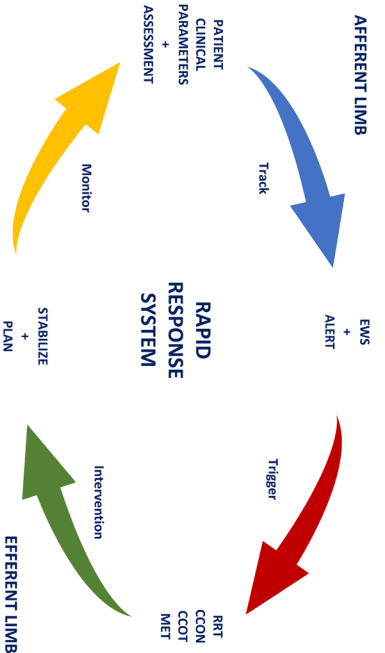 AFFERENT LIMB
PATIENT
CLINICAL
PARAMETERS
+
ASSESSMENT
Track
EWS
+
ALERT
Trigger
RRT
CCON
CCOT
MET
Intervention
EFFERENT LIMB
STABILIZE
+
PLAN
Monitor
RAPID
RESPONSE
SYSTEM